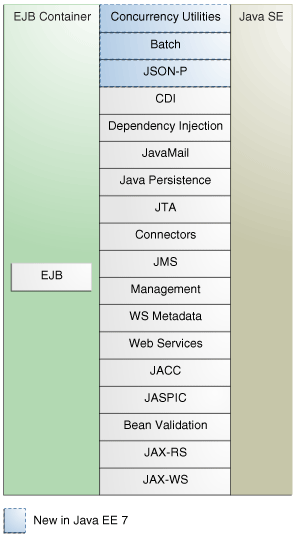 EJB Container
Concurrency Utilities
Java SE
Batch
JSON-P
CDI
Dependency Injection
JavaMail
Java Persistence
JTA
Connectors
JMS
EJB
Management
WS Metadata
Web Services
JACC
JASPIC
Bean Validation
JAX-RS
JAX-WS
New in Java EE 7